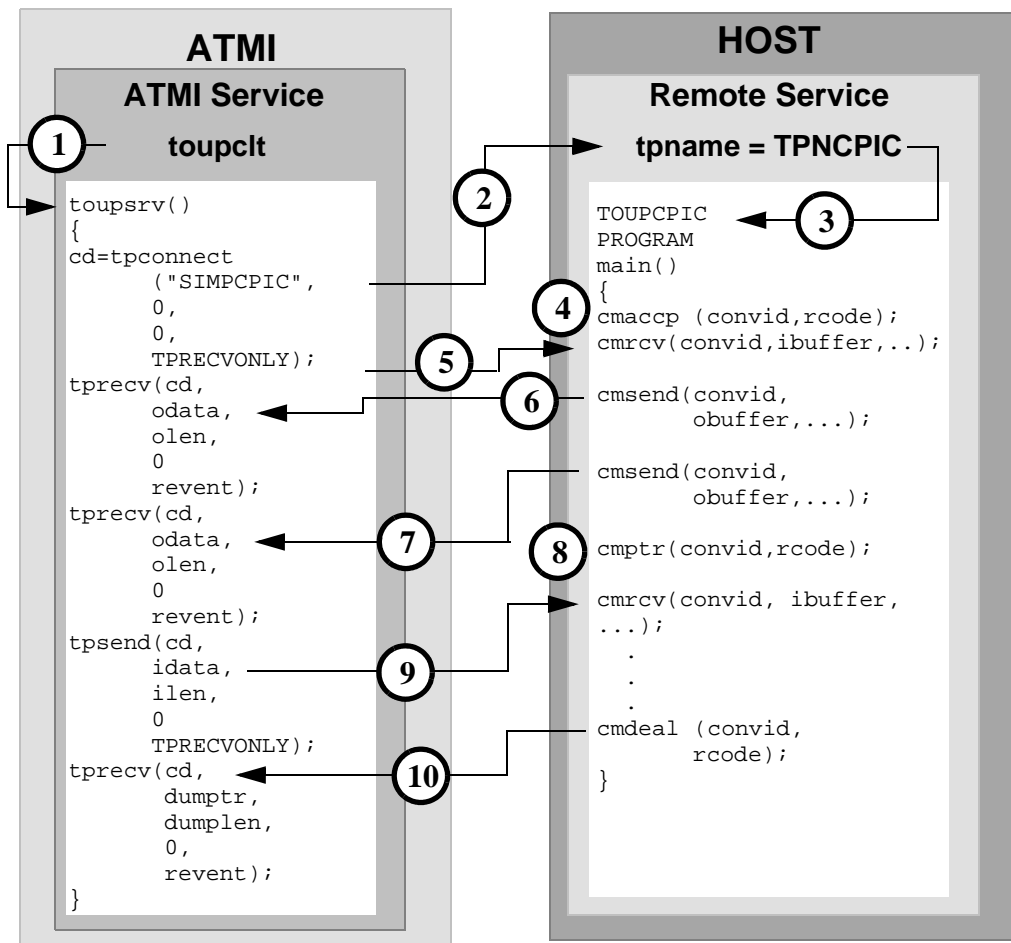 ATMI
ATMI Service
toupclt
1
toupsrv()
{
cd=tpconnect
("SIMPCPIC",
0,
0,
TPRECVONLY);
tprecv(cd,
odata,
olen,
0
revent);
tprecv(cd,
odata,
olen,
0
revent);
tpsend(cd,
idata,
ilen,
0
TPRECVONLY);
tprecv(cd,
dumptr,
dumplen,
0,
revent);
}
2
5
6
7
9
10
HOST
Remote Service
tpname = TPNCPIC
3
TOUPCPIC
PROGRAM
main()
{
4
cmaccp (convid,rcode);
cmrcv(convid,ibuffer,..);
cmsend(convid,
obuffer,...);
cmsend(convid,
obuffer,...);
8
cmptr(convid,rcode);
cmrcv(convid, ibuffer,
...);
.
.
.
cmdeal (convid,
rcode);
}